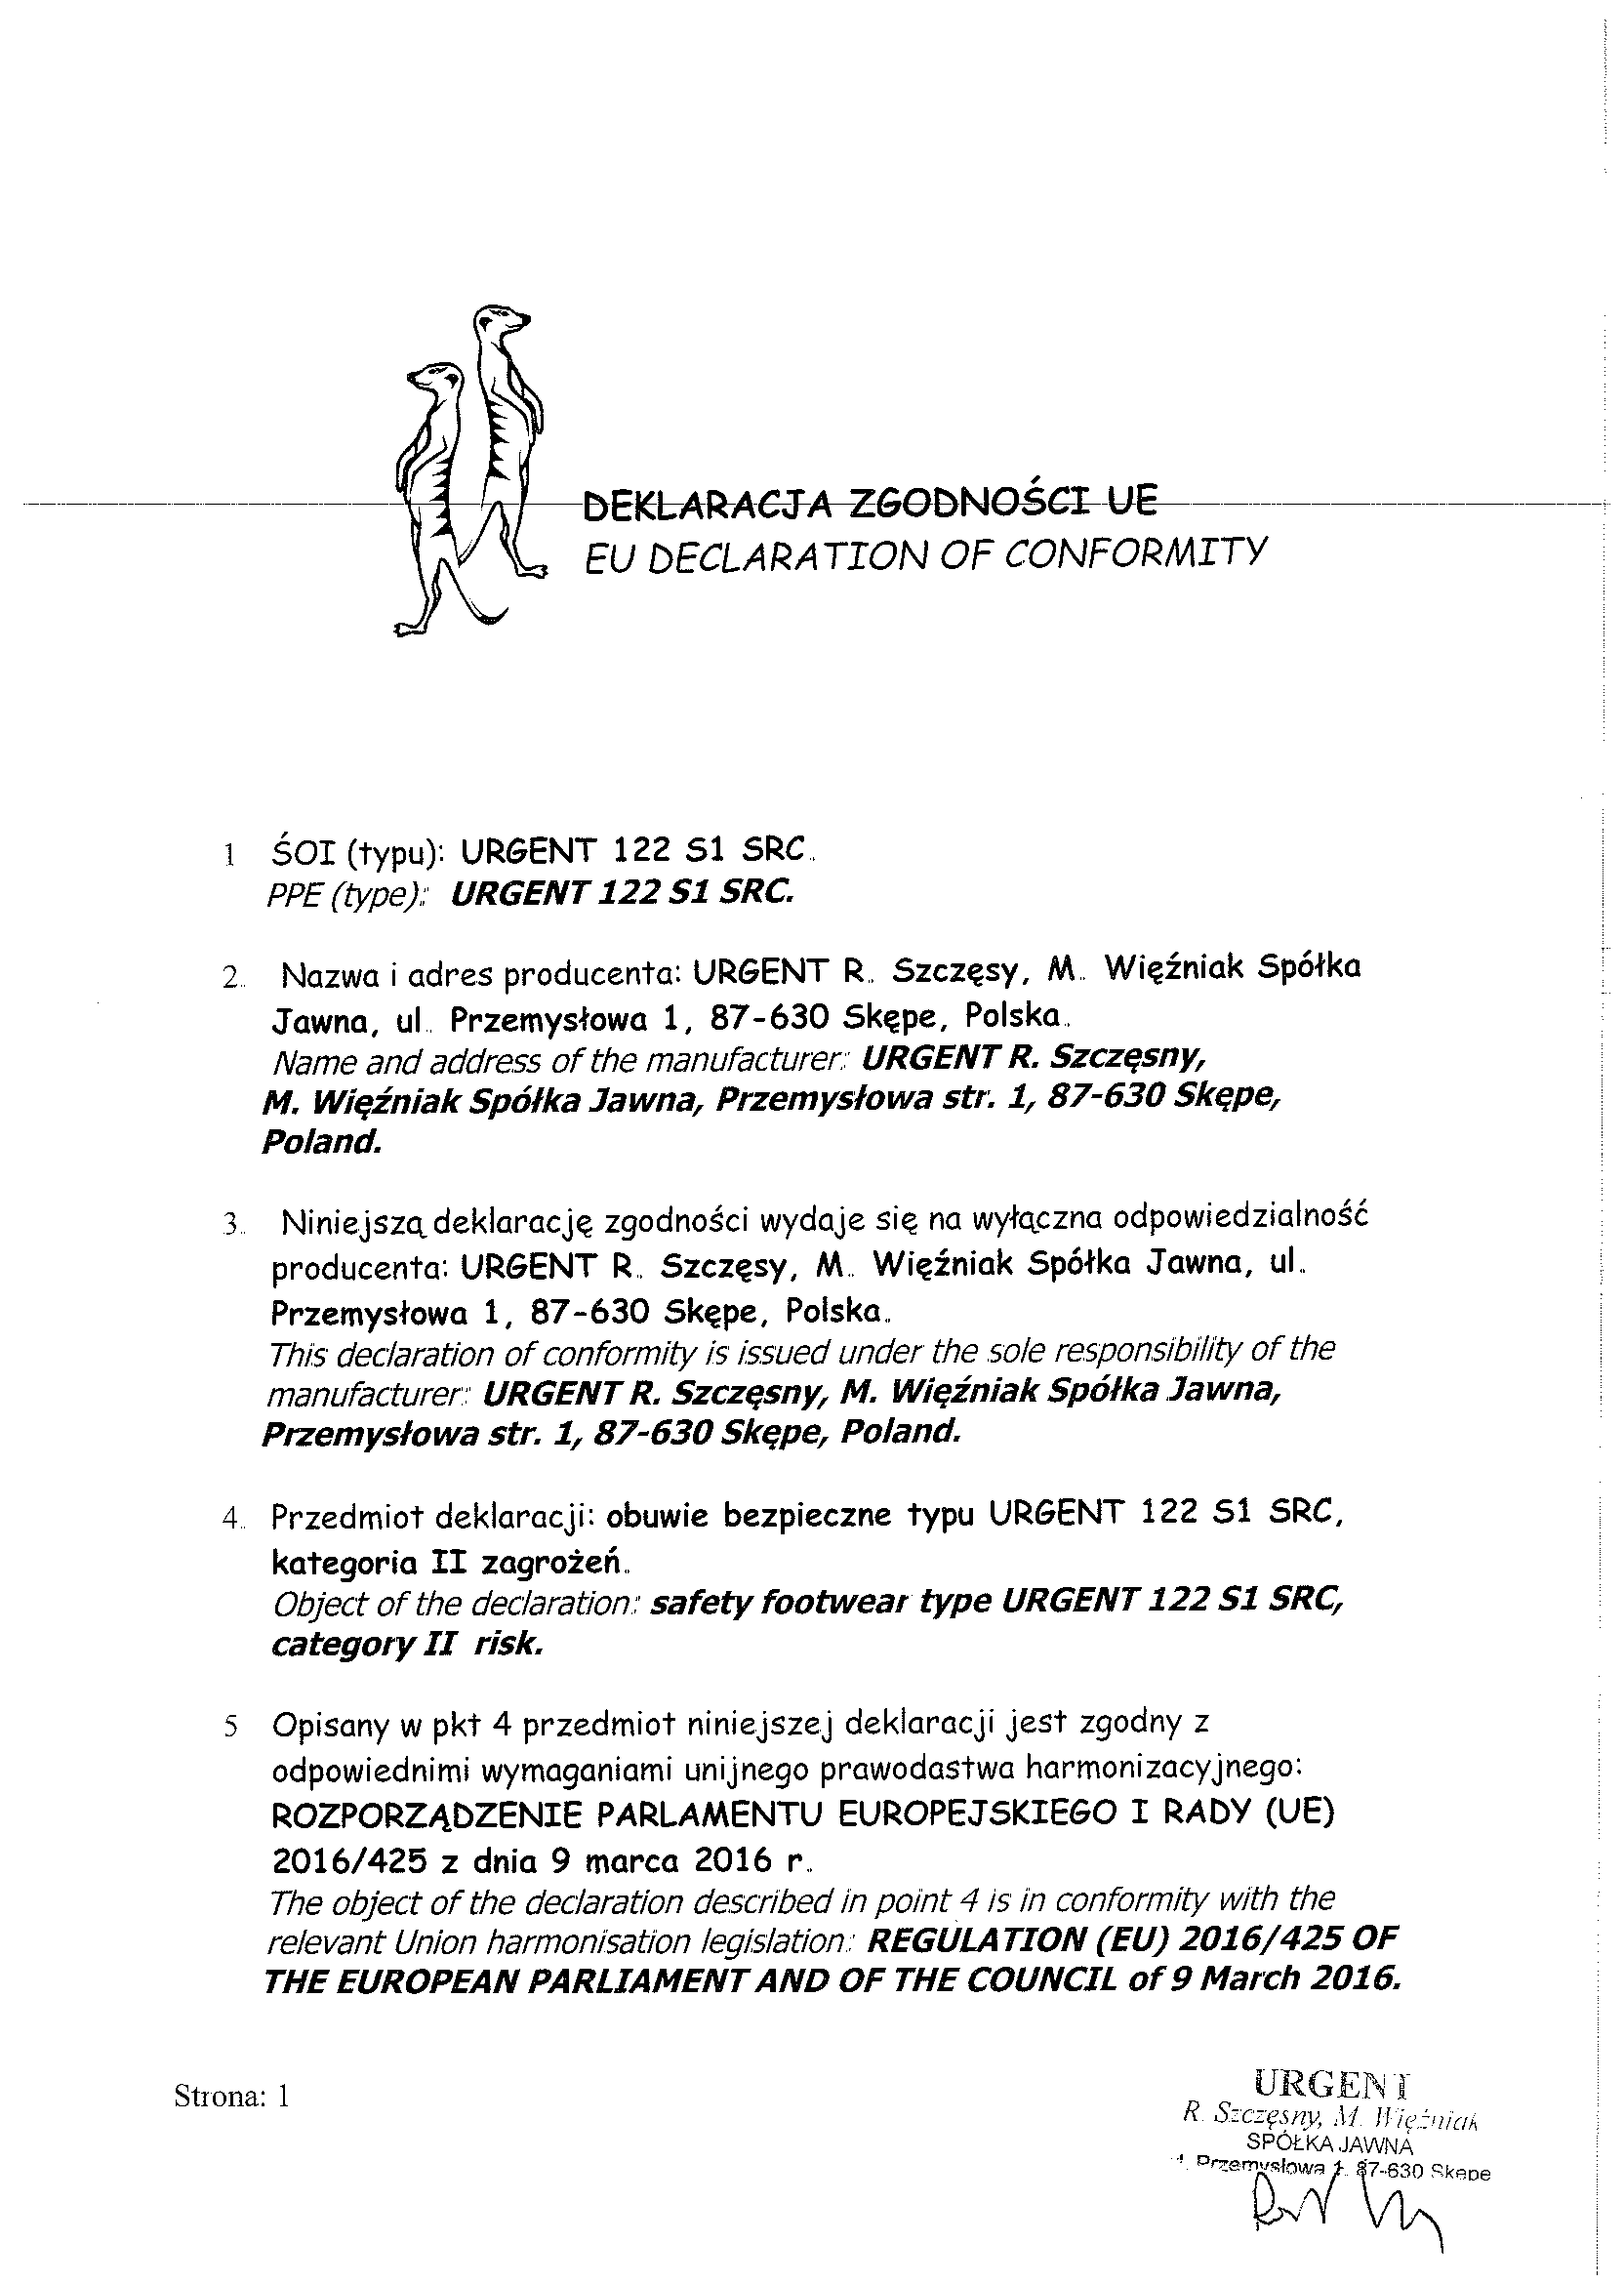 DEKLARACJA ZGODNOŚCI UE
EU DECLARATION OF CONFORMITY
1 ŚOI (typu): URGENT 122 S1 SRC.
PPE (type): URGENT 122 S1 SRC.
2. Nazwa i adres producenta: URGENT R. Szczęsy, M. Więźniak Spółka
Jawna, ul. Przemysłowa 1, 87-630 Skępe, Polska.
Name and address of the manufacturer: URGENT R. Szczęsny,
M. Więźniak Spółka Jawna, Przemysłowa str. 1, 87-630 Skępe,
Poland.
3. Niniejszą deklarację zgodności wydaje się na wyłączna odpowiedzialność
producenta: URGENT R. Szczęsy, M. Więźniak Spółka Jawna, ul.
Przemysłowa 1, 87-630 Skępe, Polska.
This declaration of conformity is issued under the sole responsibility of the
manufacturer: URGENT R. Szczęsny, M. Więźniak Spółka Jawna,
Przemysłowa str. 1, 87-630 Skępe, Poland.
4. Przedmiot deklaracji: obuwie bezpieczne typu URGENT 122 S1 SRC,
kategoria II zagrożeń.
Object of the declaration: safety footwear type URGENT 122 S1 SRC,
category II risk.
5 Opisany w pkt 4 przedmiot niniejszej deklaracji jest zgodny z
odpowiednimi wymaganiami unijnego prawodastwa harmonizacyjnego:
ROZPORZĄDZENIE PARLAMENTU EUROPEJSKIEGO I RADY (UE)
2016/425 z dnia 9 marca 2016 r.
The object of the declaration described in point 4 is in conformity with the
relevant Union harmonisation legislation: REGULATION (EU) 2016/425 OF
THE EUROPEAN PARLIAMENT AND OF THE COUNCIL of 9 March 2016.
Strona: 1
URGENT
R. Szczęsny, M. Więźniak
SPÓŁKA JAWNA
Przemysłowa 1, 87-630 Skępe